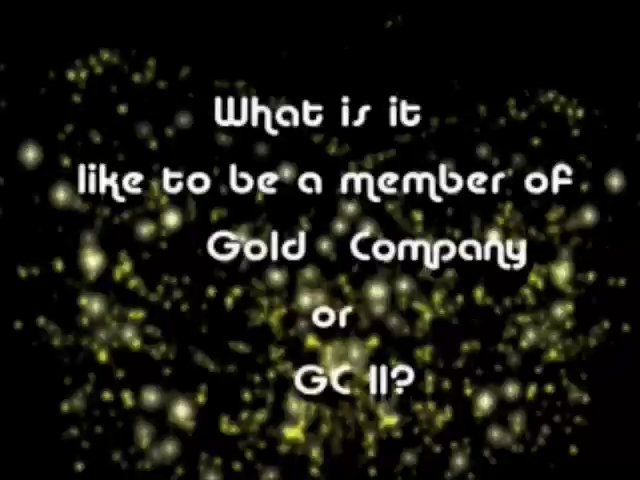 What is it
like to be a member of
Gold Company
or
GC II?